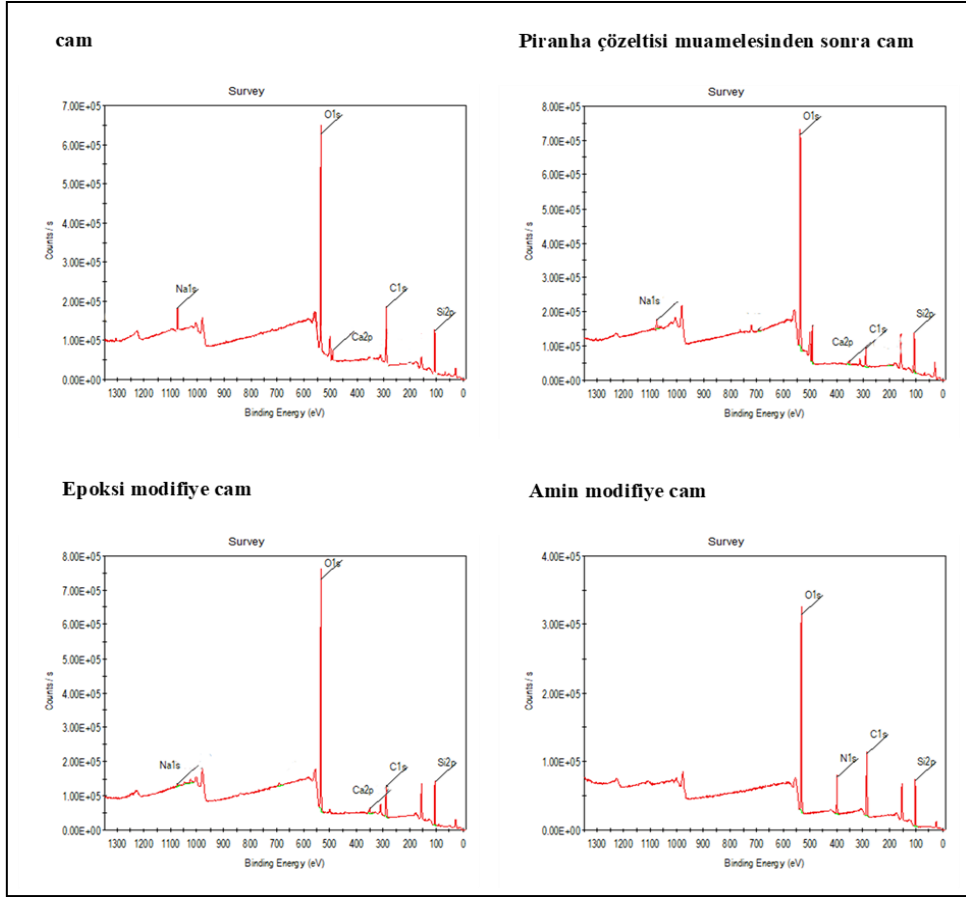 cam
Survey
7.00E+05
6.00E+05
5.00E+05
4.00E+05
3.00E+05
2.00E+05
1.00E+05
0.00E+00
Counts / s
O1s
Na1s
C1s
Si2p
Ca2p
1300 1200 1100 1000 900 800 700 600 500 400 300 200 100 0
Binding Energy (eV)
Piranha çözeltisi muamelesinden sonra cam
Survey
8.00E+05
7.00E+05
6.00E+05
5.00E+05
4.00E+05
3.00E+05
2.00E+05
1.00E+05
0.00E+00
Counts / s
O1s
Na1s
Ca2p
C1s
Si2p
1300 1200 1100 1000 900 800 700 600 500 400 300 200 100 0
Binding Energy (eV)
Epoksi modifiye cam
Survey
8.00E+05
7.00E+05
6.00E+05
5.00E+05
4.00E+05
3.00E+05
2.00E+05
1.00E+05
0.00E+00
Counts / s
O1s
Na1s
C1s
Si2p
Ca2p
1300 1200 1100 1000 900 800 700 600 500 400 300 200 100 0
Binding Energy (eV)
Amin modifiye cam
Survey
4.00E+05
3.00E+05
2.00E+05
1.00E+05
0.00E+00
Counts / s
O1s
N1s
C1s
Si2p
1300 1200 1100 1000 900 800 700 600 500 400 300 200 100 0
Binding Energy (eV)